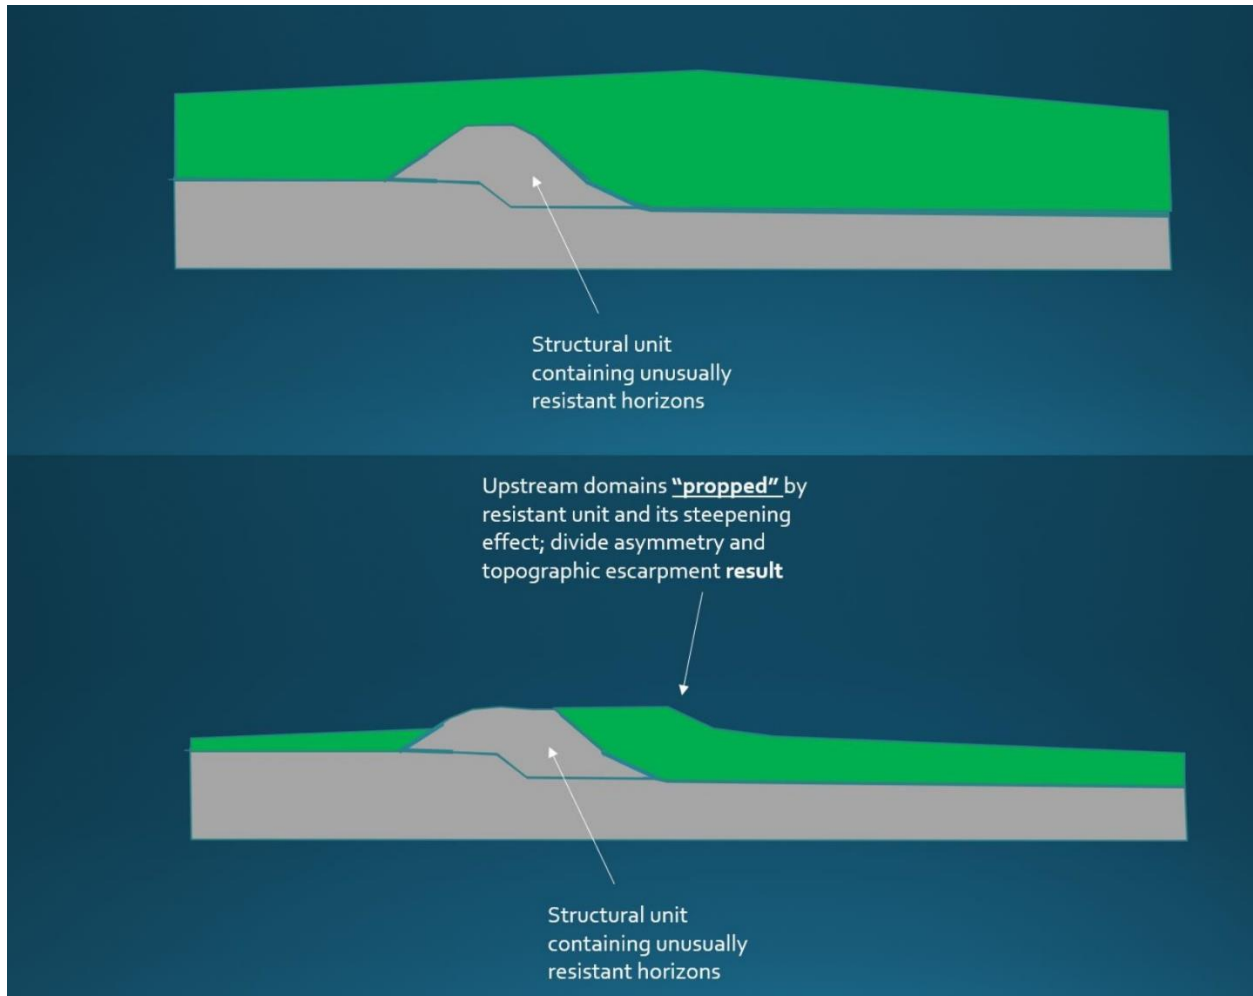 Structural unit
containing unusually
resistant horizons
Upstream domains “propped” by
resistant unit and its steepening
effect; divide asymmetry and
topographic escarpment result
Structural unit
containing unusually
resistant horizons